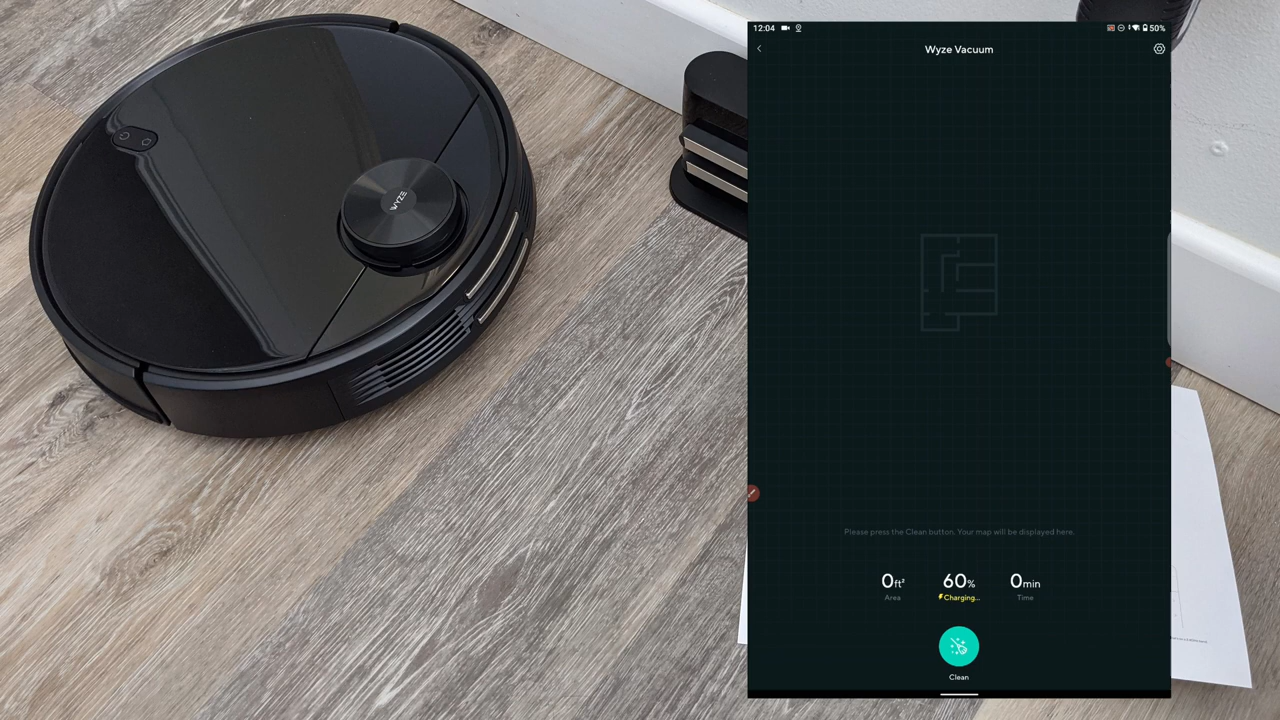 WYZE
12:04
50%
Wyze Vacuum
Please press the Clean button. Your map will be displayed here.
0ft² 60% 0min
Area Charging... Time
Clean